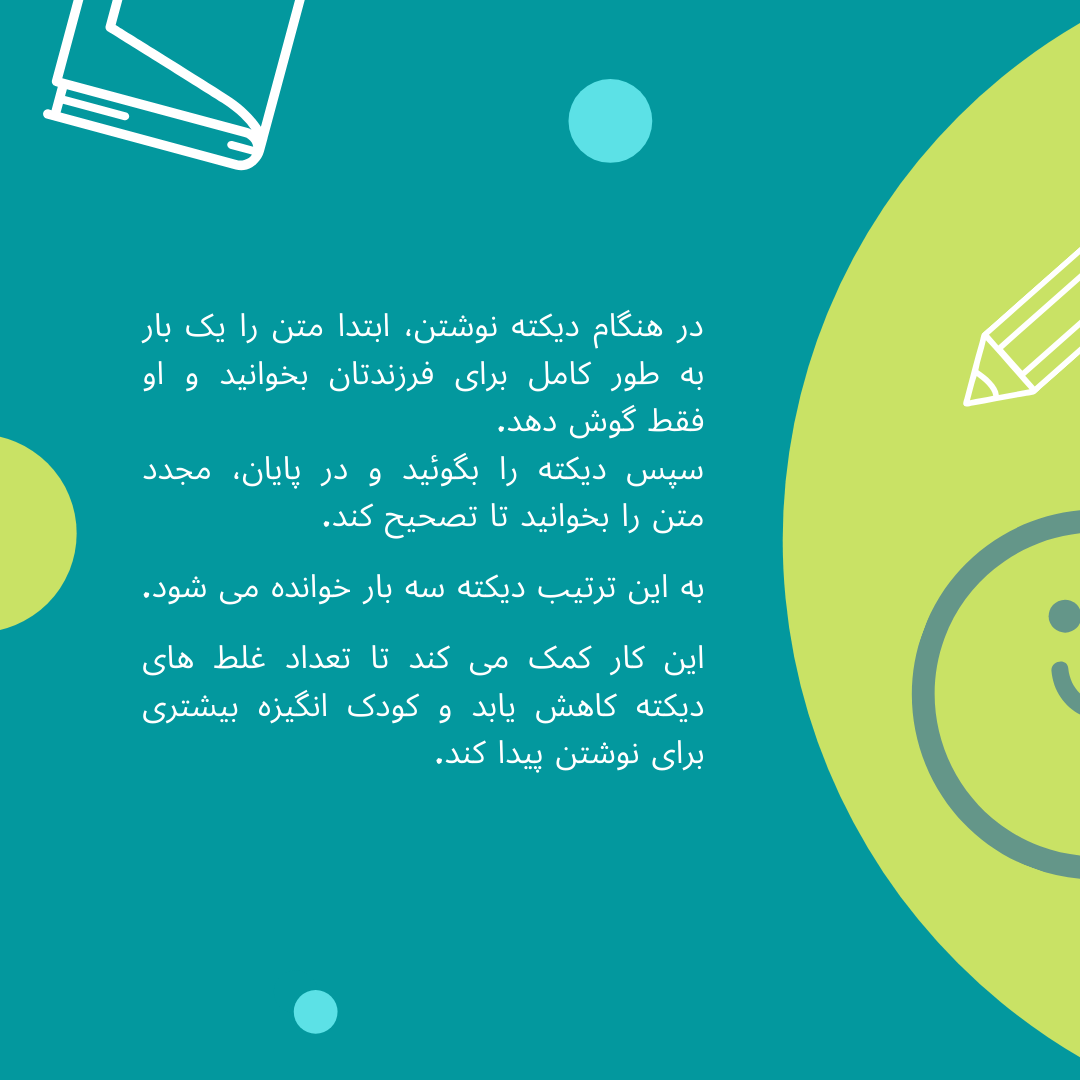 در هنگام دیکته نوشتن، ابتدا متن را یک بار
به طور کامل برای فرزندتان بخوانید و او
فقط گوش دهد.
سپس دیکته را بگوئید و در پایان، مجدد
متن را بخوانید تا تصحیح کند.
به این ترتیب دیکته سه بار خوانده می شود.
این کار کمک می کند تا تعداد غلط های
دیکته کاهش یابد و کودک انگیزه بیشتری
برای نوشتن پیدا کند.